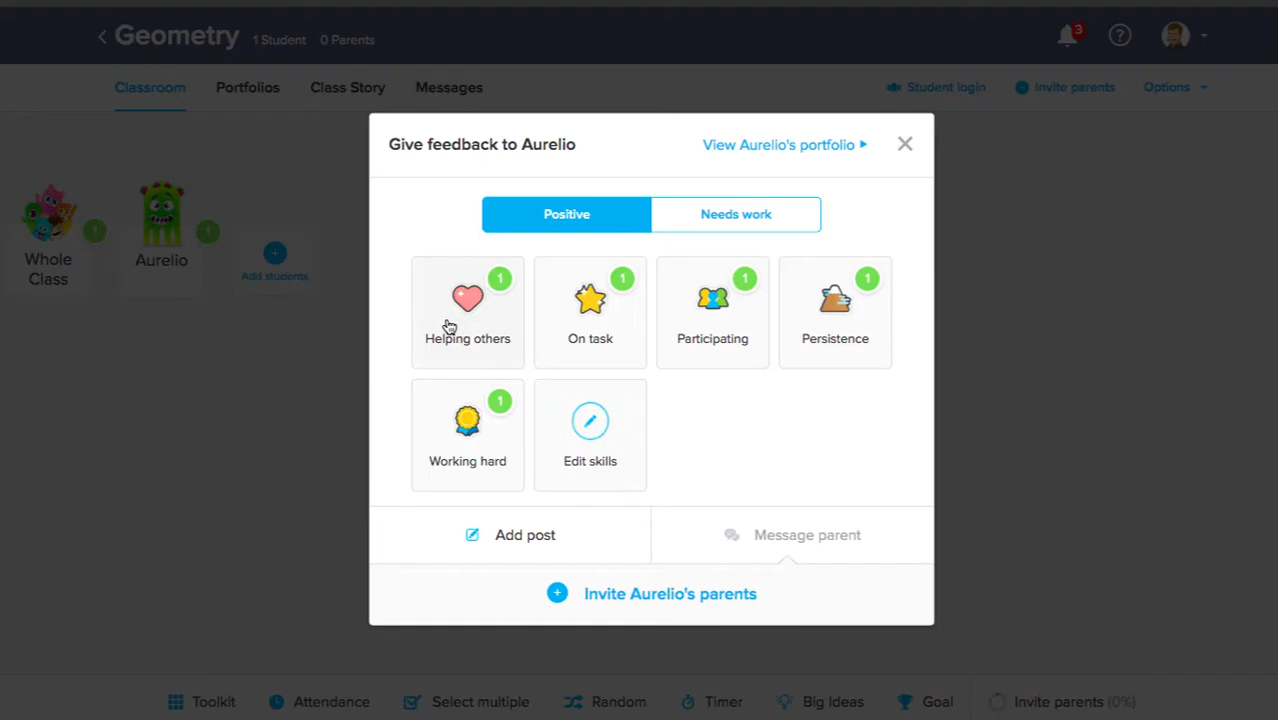 Geometry 1 Student 0 Parents
3 ?
Classroom Portfolios Class Story Messages Student login Invite parents Options
Give feedback to Aurelio View Aurelio's portfolio
Positive Needs work
1 1
Whole Class
Aurelio
Add students
1 1 1 1
Helping others On task Participating Persistence
1
Working hard Edit skills
Add post Message parent
Invite Aurelio's parents
Toolkit Attendance Select multiple Random Timer Big Ideas Goal Invite parents (0%)